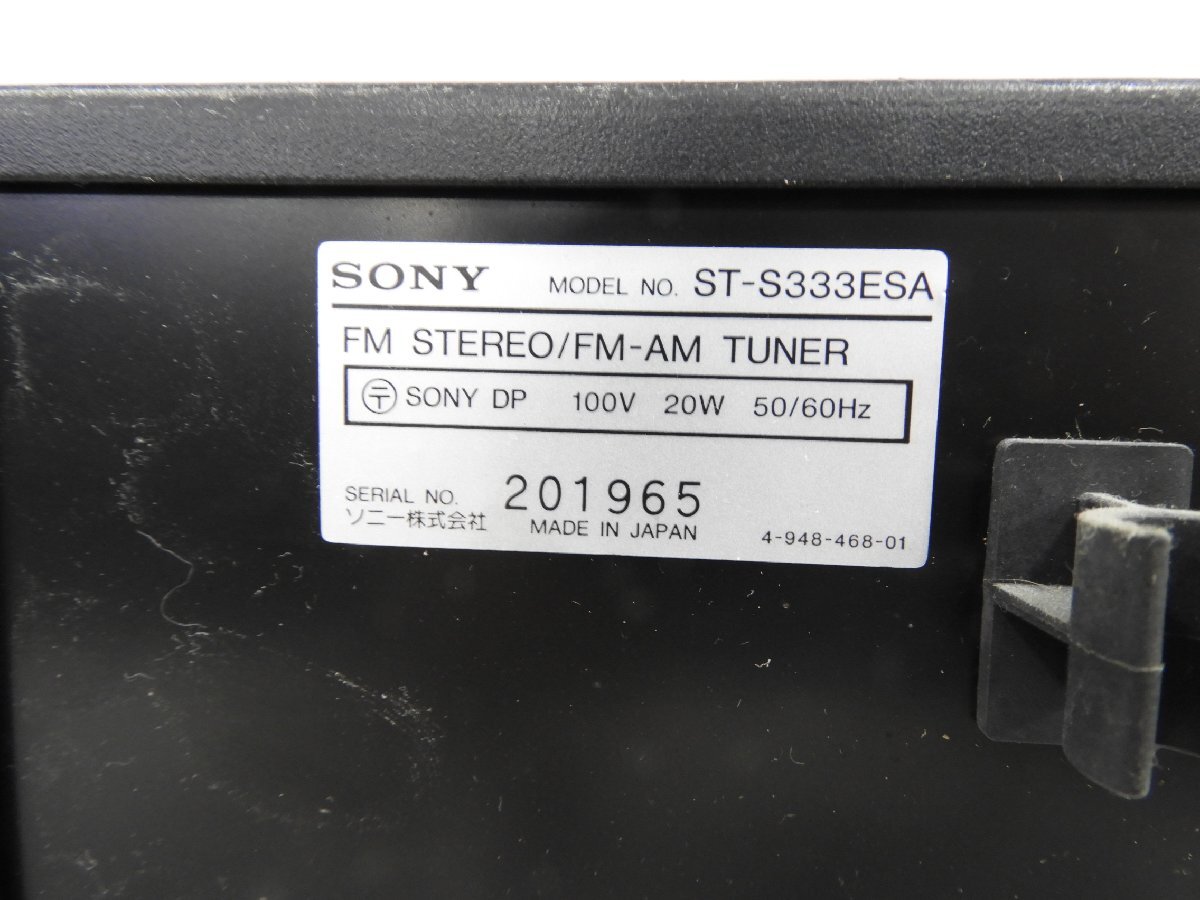 SONY MODEL NO. ST-S333ESA
FM STEREO/FM-AM TUNER
〒 SONY DP 100V 20W 50/60Hz
SERIAL NO. 201965
ソニー株式会社 MADE IN JAPAN 4-948-468-01